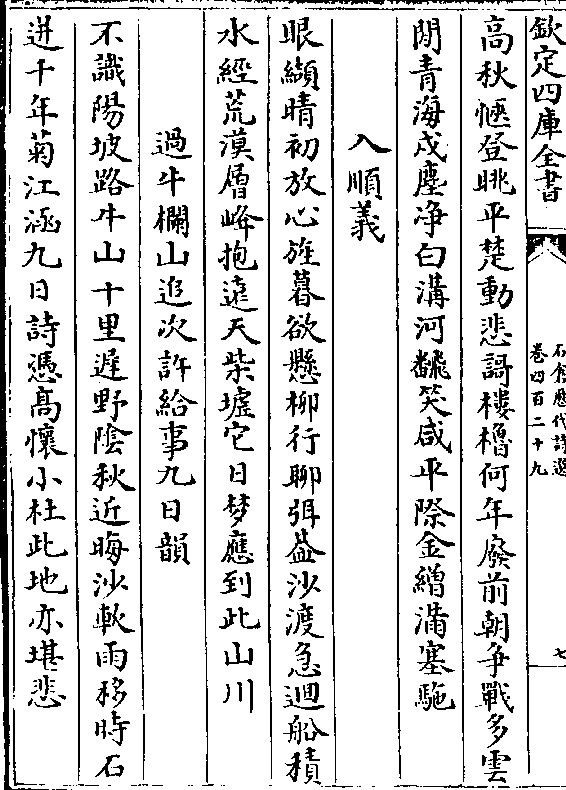 欽定四庫全書
石倉歷代詩選
卷四百二十九
七
高秋愜登眺平楚動悲謌樓櫓何年廢前朝爭戰多雲
閒青海戍塵净白溝河翻笑咸平際金繒滿塞駞
入順義
眼纈晴初放心旌暮欲懸柳行聊弭葢沙渡急迴船積
水經荒漠層峰抱遠天柴墟它日夢應到此山川
過牛欄山追次許給事九日韻
不識陽坡路牛山十里遲野陰秋近晦沙軟雨移時石
迸千年菊江涵九日詩憑高懷小杜此地亦堪悲